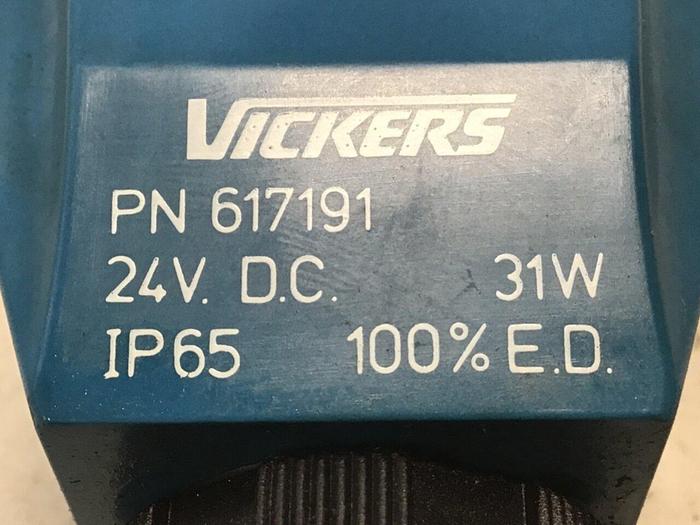 VICKERS
PN 617191
24V. D.C. 31W
IP65 100% E.D.